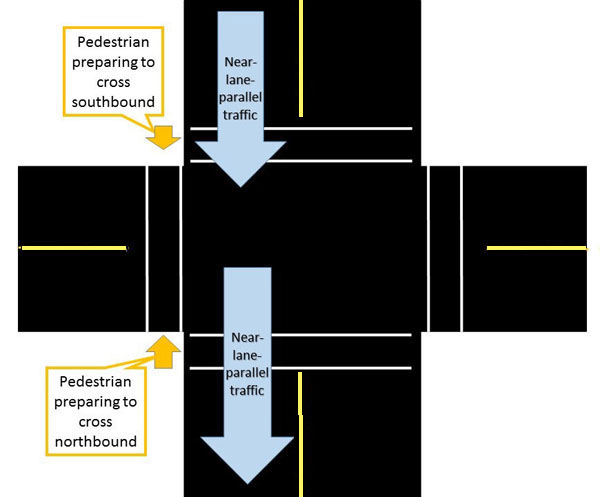 Pedestrian
preparing to
cross
southbound
Near-
lane-
parallel
traffic
Near-
lane-
parallel
traffic
Pedestrian
preparing to
cross
northbound